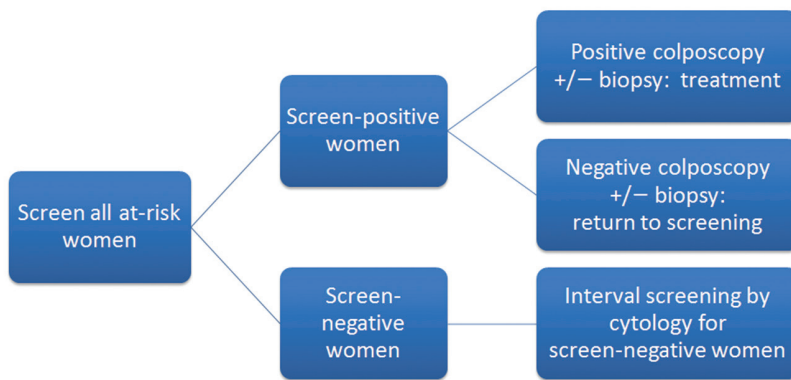 Screen all at-risk
women
Screen-positive
women
Screen-
negative
women
Positive colposcopy
+/− biopsy: treatment
Negative colposcopy
+/− biopsy:
return to screening
Interval screening by
cytology for
screen-negative women